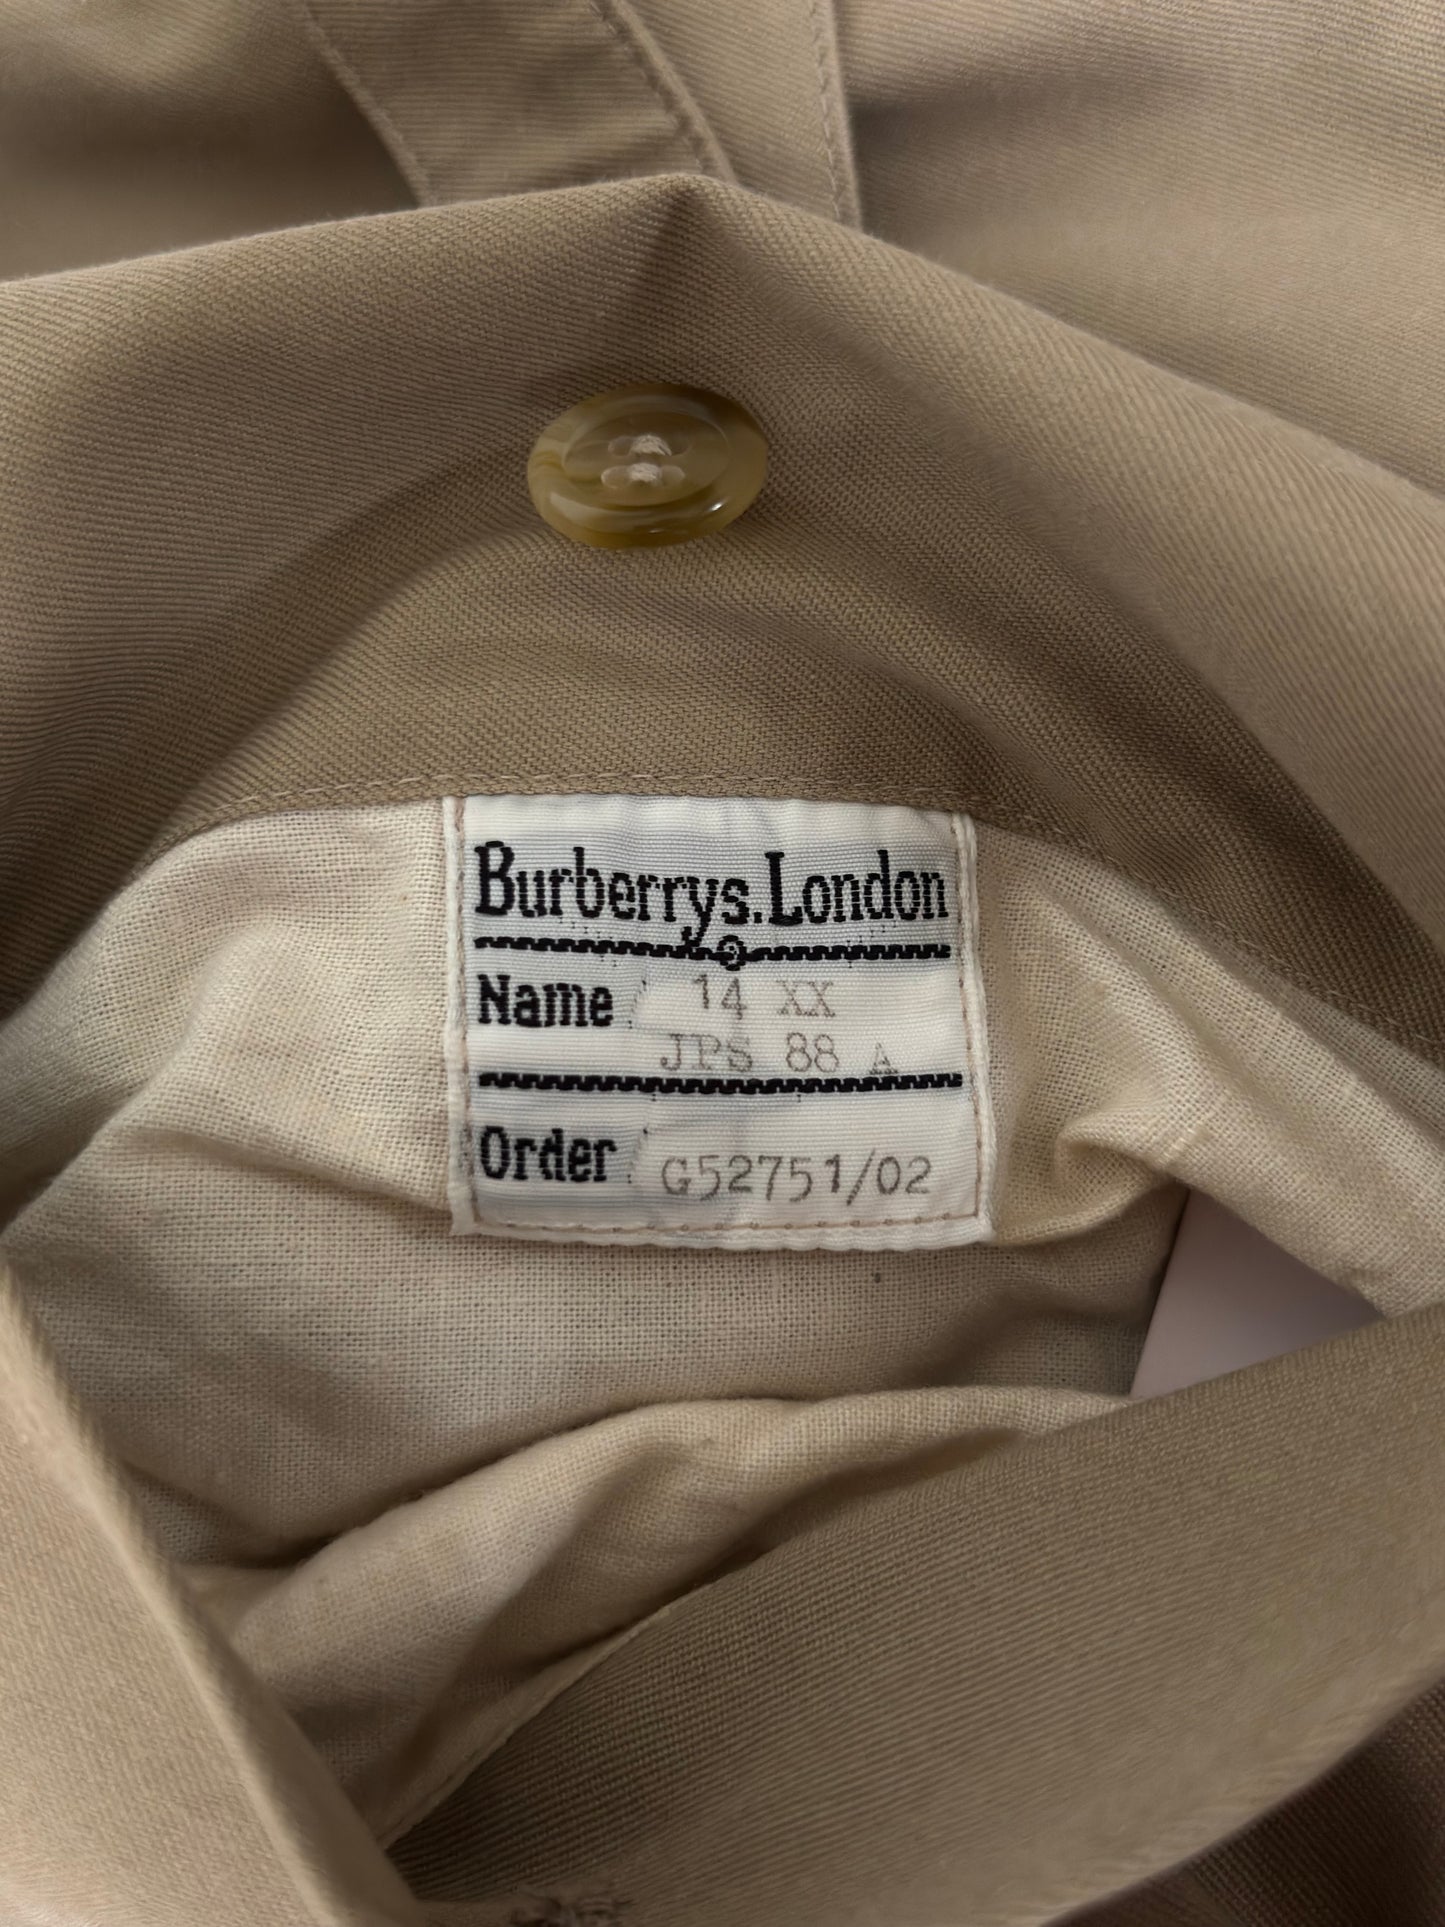 Burberrys.London
Name 14 XX
JPS 88 A
Order G52751/02